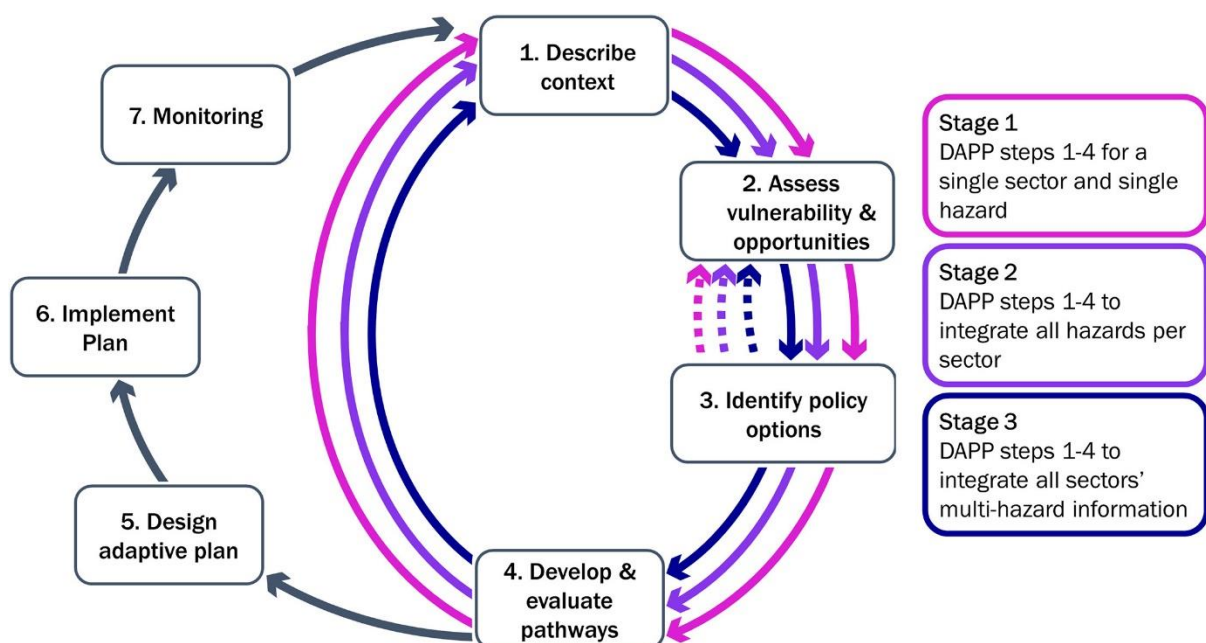 1. Describe
context
2. Assess
vulnerability &
opportunities
3. Identify policy
options
4. Develop &
evaluate
pathways
5. Design
adaptive plan
6. Implement
Plan
7. Monitoring
Stage 1
DAPP steps 1-4 for a
single sector and single
hazard
Stage 2
DAPP steps 1-4 to
integrate all hazards per
sector
Stage 3
DAPP steps 1-4 to
integrate all sectors’
multi-hazard information